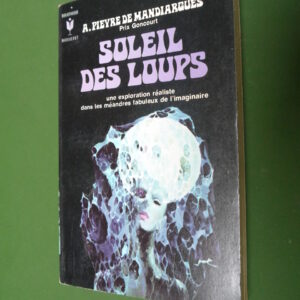 A. PIEYRE DE MANDIARGUES
Prix Goncourt
SOLEIL
DES LOUPS
une exploration réaliste
dans les méandres fabuleux de l'imaginaire